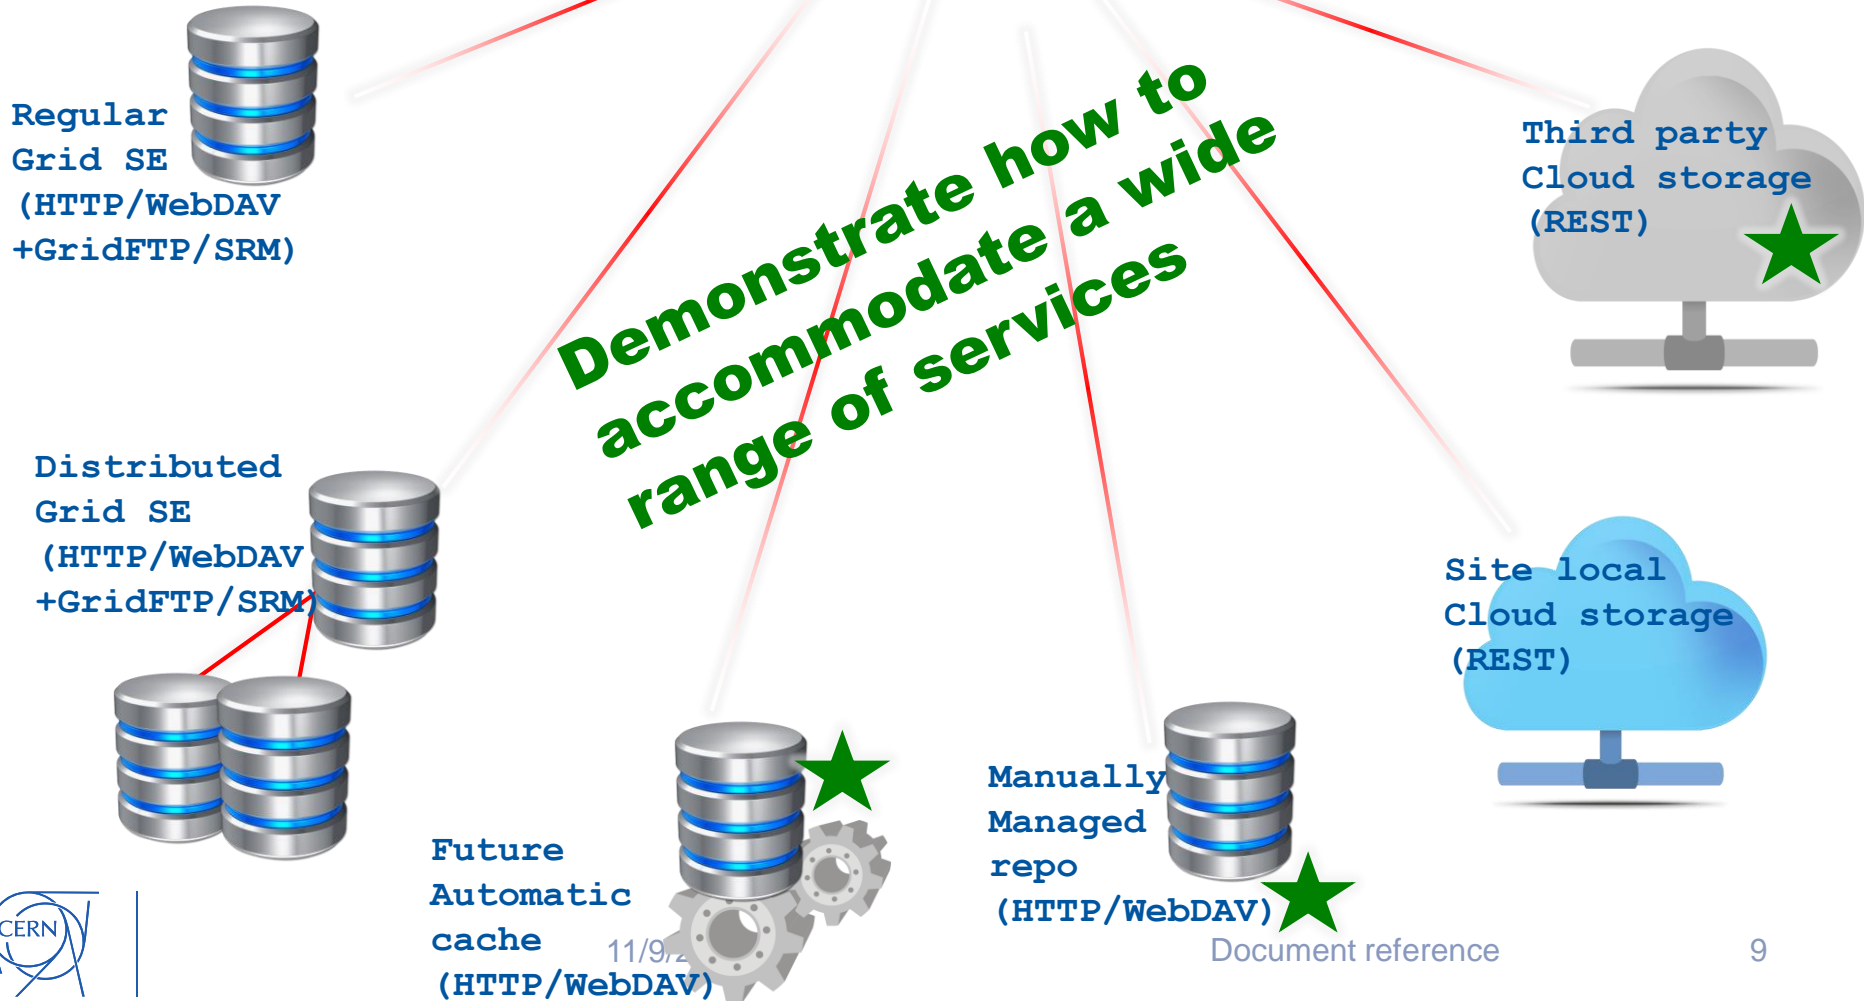 Regular
Grid SE
(HTTP/WebDAV
+GridFTP/SRM)
Demonstrate how to
accommodate a wide
range of services
Third party
Cloud storage
(REST)
Distributed
Grid SE
(HTTP/WebDAV
+GridFTP/SRM)
Site local
Cloud storage
(REST)
Future
Automatic
cache
(HTTP/WebDAV)
Manually
Managed
repo
(HTTP/WebDAV)
CERN
11/9/
Document reference
9